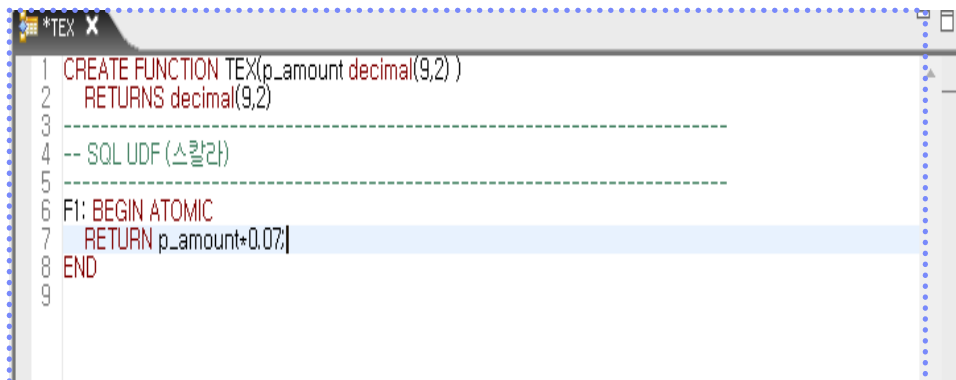 *TEX X
1 CREATE FUNCTION TEX(p_amount decimal(9,2) )
2 RETURNS decimal(9,2)
3 ------------------------------------------------------------------------
4 -- SQL UDF (스칼라)
5 ------------------------------------------------------------------------
6 F1: BEGIN ATOMIC
7 RETURN p_amount*0.07;
8 END
9